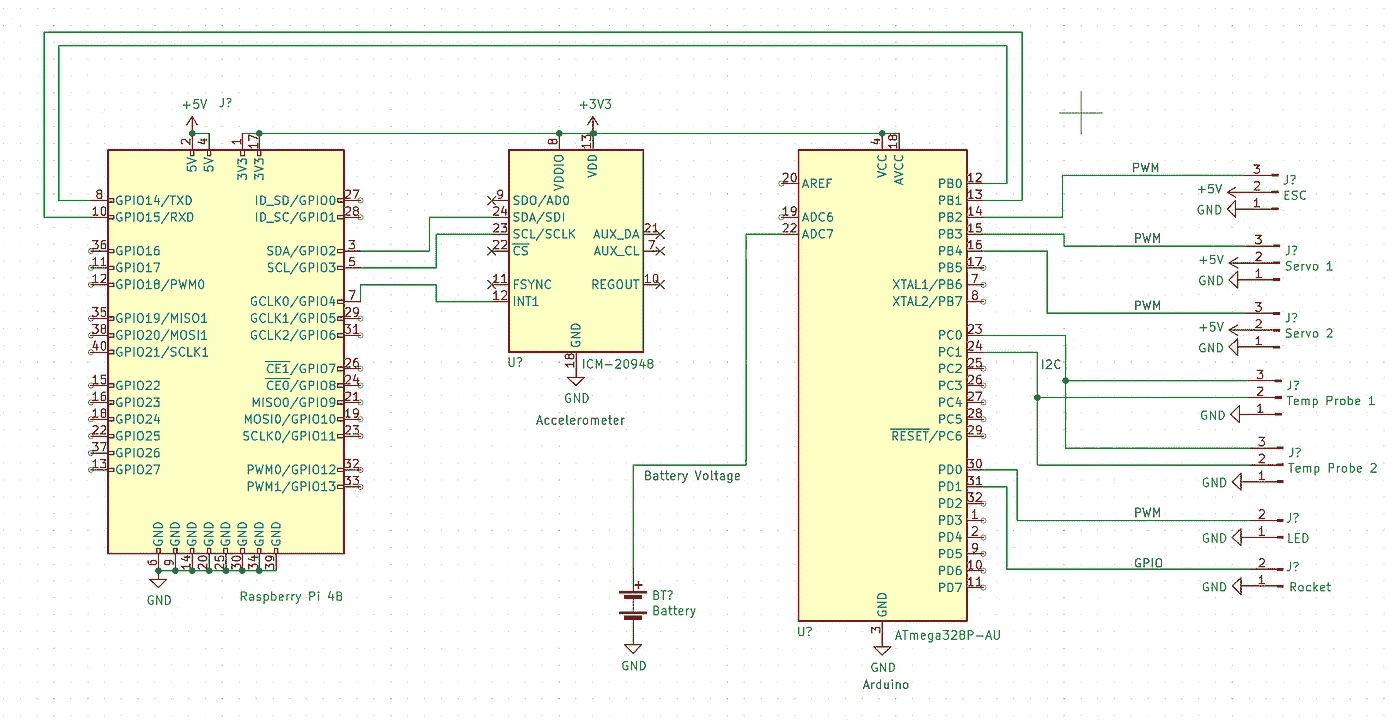 +5V J?
+3V3
2 4 1 17
5V 5V 3V3 3V3
8 GPIO14/TXD ID_SD/GPIO0 27
10 GPIO15/RXD ID_SC/GPIO1 28
36 GPIO16 SDA/GPIO2 3
11 GPIO17 SCL/GPIO3 5
12 GPIO18/PWM0
GCLK0/GPIO4 7
35 GPIO19/MISO1 GCLK1/GPIO5 29
38 GPIO20/MOSI1 GCLK2/GPIO6 31
40 GPIO21/SCLK1
CE1/GPIO7 26
15 GPIO22 CE0/GPIO8 24
16 GPIO23 MISO0/GPIO9 21
18 GPIO24 MOSI0/GPIO10 19
22 GPIO25 SCLK0/GPIO11 23
37 GPIO26
13 GPIO27 PWM0/GPIO12 32
PWM1/GPIO13 33
GND GND GND GND GND GND GND GND
6 9 14 20 25 30 34 39
GND
Raspberry Pi 4B
8 13
VDDIO VDD
9 SD0/AD0
24 SDA/SDI
23 SCL/SCLK AUX_DA 21
22 CS AUX_CL 7
11 FSYNC REGOUT 10
12 INT1
GND
18
U? ICM-20948
GND
Accelerometer
Battery Voltage
+
BT?
Battery
GND
4 18
VCC AVCC
20 AREF PB0 12
PB1 13
19 ADC6 PB2 14
22 ADC7 PB3 15
PB4 16
PB5 17
XTAL1/PB6 7
XTAL2/PB7 8
PC0 23
PC1 24
PC2 25
PC3 26
PC4 27
PC5 28
RESET/PC6 29
PD0 30
PD1 31
PD2 32
PD3 1
PD4 2
PD5 9
PD6 10
PD7 11
GND
3
U? ATmega328P-AU
GND
Arduino
PWM 3 J?
+5V 2 ESC
GND 1
PWM 3 J?
+5V 2 Servo 1
GND 1
PWM 3 J?
+5V 2 Servo 2
GND 1
I2C
3 J?
2 Temp Probe 1
GND 1
3 J?
2 Temp Probe 2
GND 1
PWM 2 J?
GND 1 LED
GPIO 2 J?
GND 1 Rocket